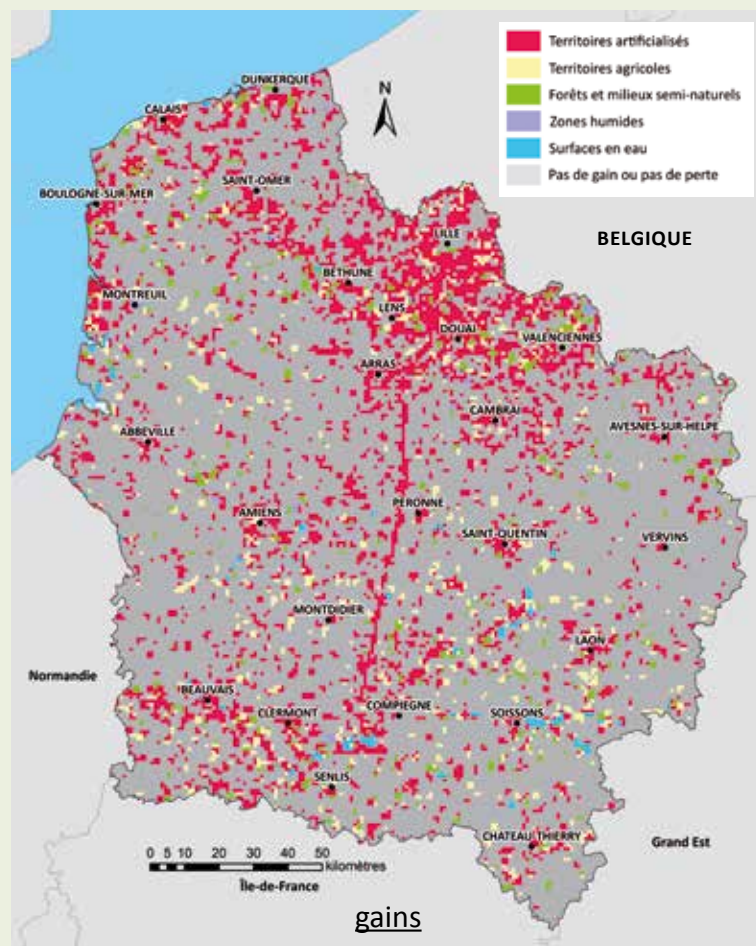 Territoires artificialisés
Territoires agricoles
Forêts et milieux semi-naturels
Zones humides
Surfaces en eau
Pas de gain ou pas de perte
N
DUNKERQUE
CALAIS
SAINT-OMER
BOULOGNE-SUR-MER
LILLE
BELGIQUE
BETHUNE
MONTREUIL
LENS
DOUAI
VALENCIENNES
ARRAS
CAMBRAI
ABBEVILLE
AVESNES-SUR-HELPE
PERONNE
AMIENS
SAINT-QUENTIN
VERVINS
MONTDIDIER
LAON
Normandie
BEAUVAIS
CLERMONT
COMPIEGNE
SOISSONS
SENLIS
CHATEAU-THIERRY
Grand Est
0 5 10 20 30 40 50
kilomètres
Île-de-France
gains